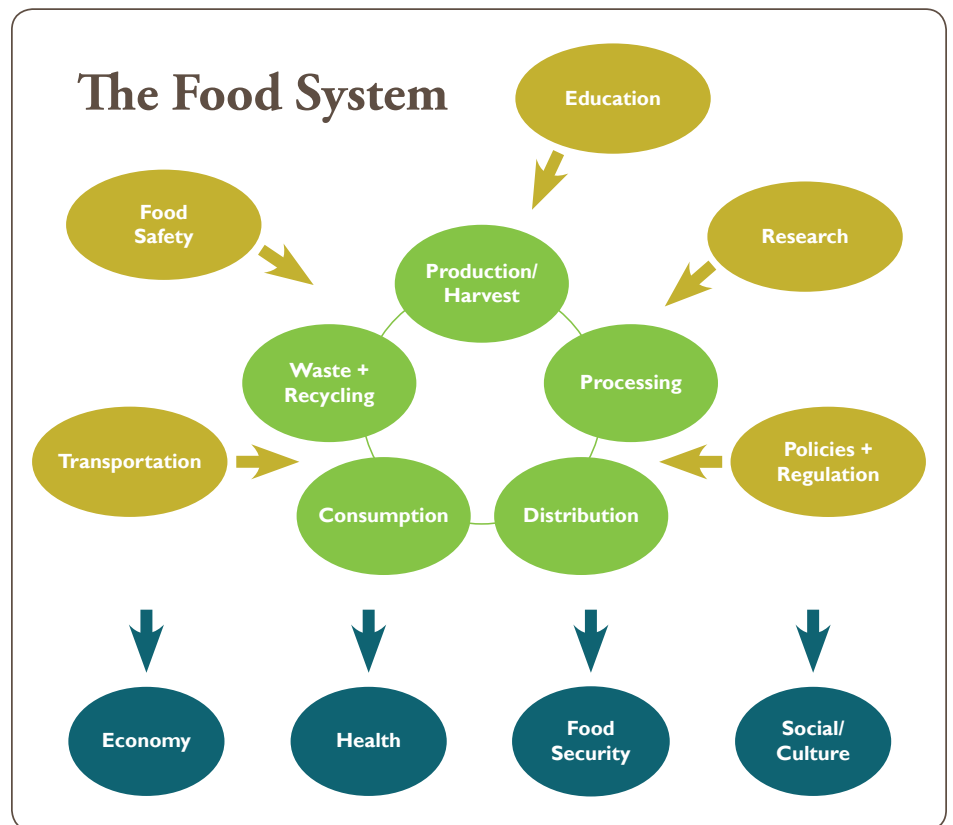 The Food System
Education
Food
Safety
Research
Production/
Harvest
Waste +
Recycling
Processing
Transportation
Policies +
Regulation
Consumption
Distribution
Economy
Health
Food
Security
Social/
Culture